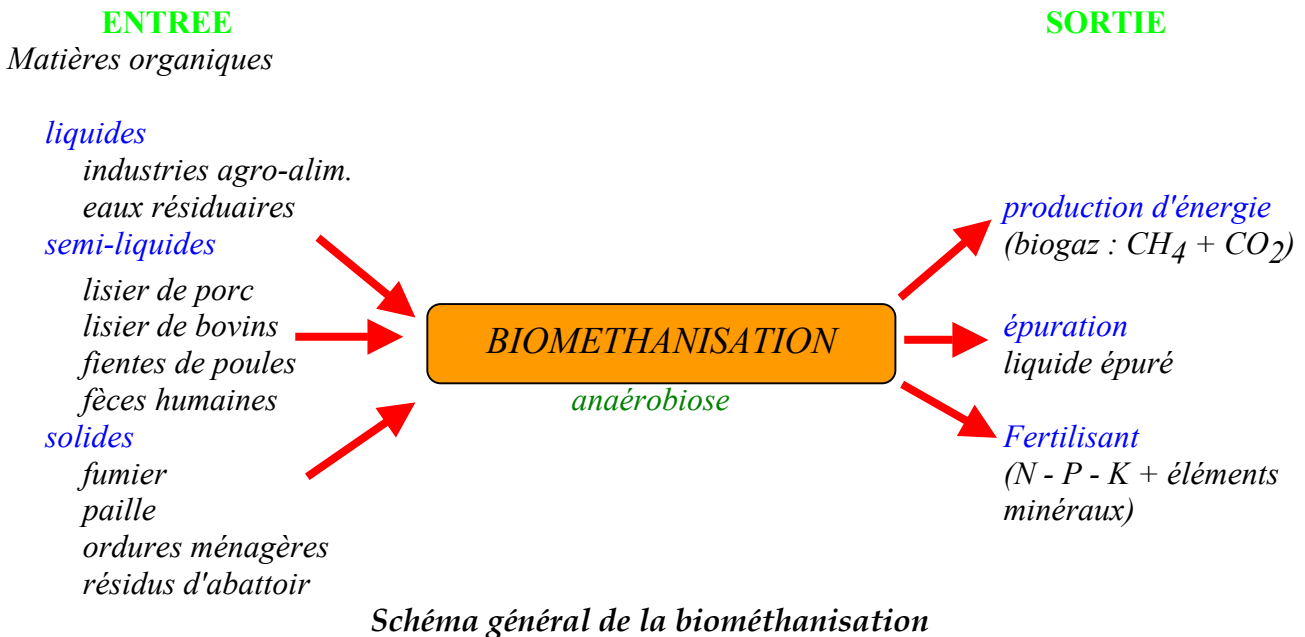 ENTREE
Matières organiques
liquides
industries agro-alim.
eaux résiduaires
semi-liquides
lisier de porc
lisier de bovins
fientes de poules
fèces humaines
solides
fumier
paille
ordures ménagères
résidus d'abattoir
BIOMETHANISATION
anaérobiose
SORTIE
production d'énergie
(biogaz : CH4 + CO2)
épuration
liquide épuré
Fertilisant
(N - P - K + éléments
minéraux)
Schéma général de la biométhanisation